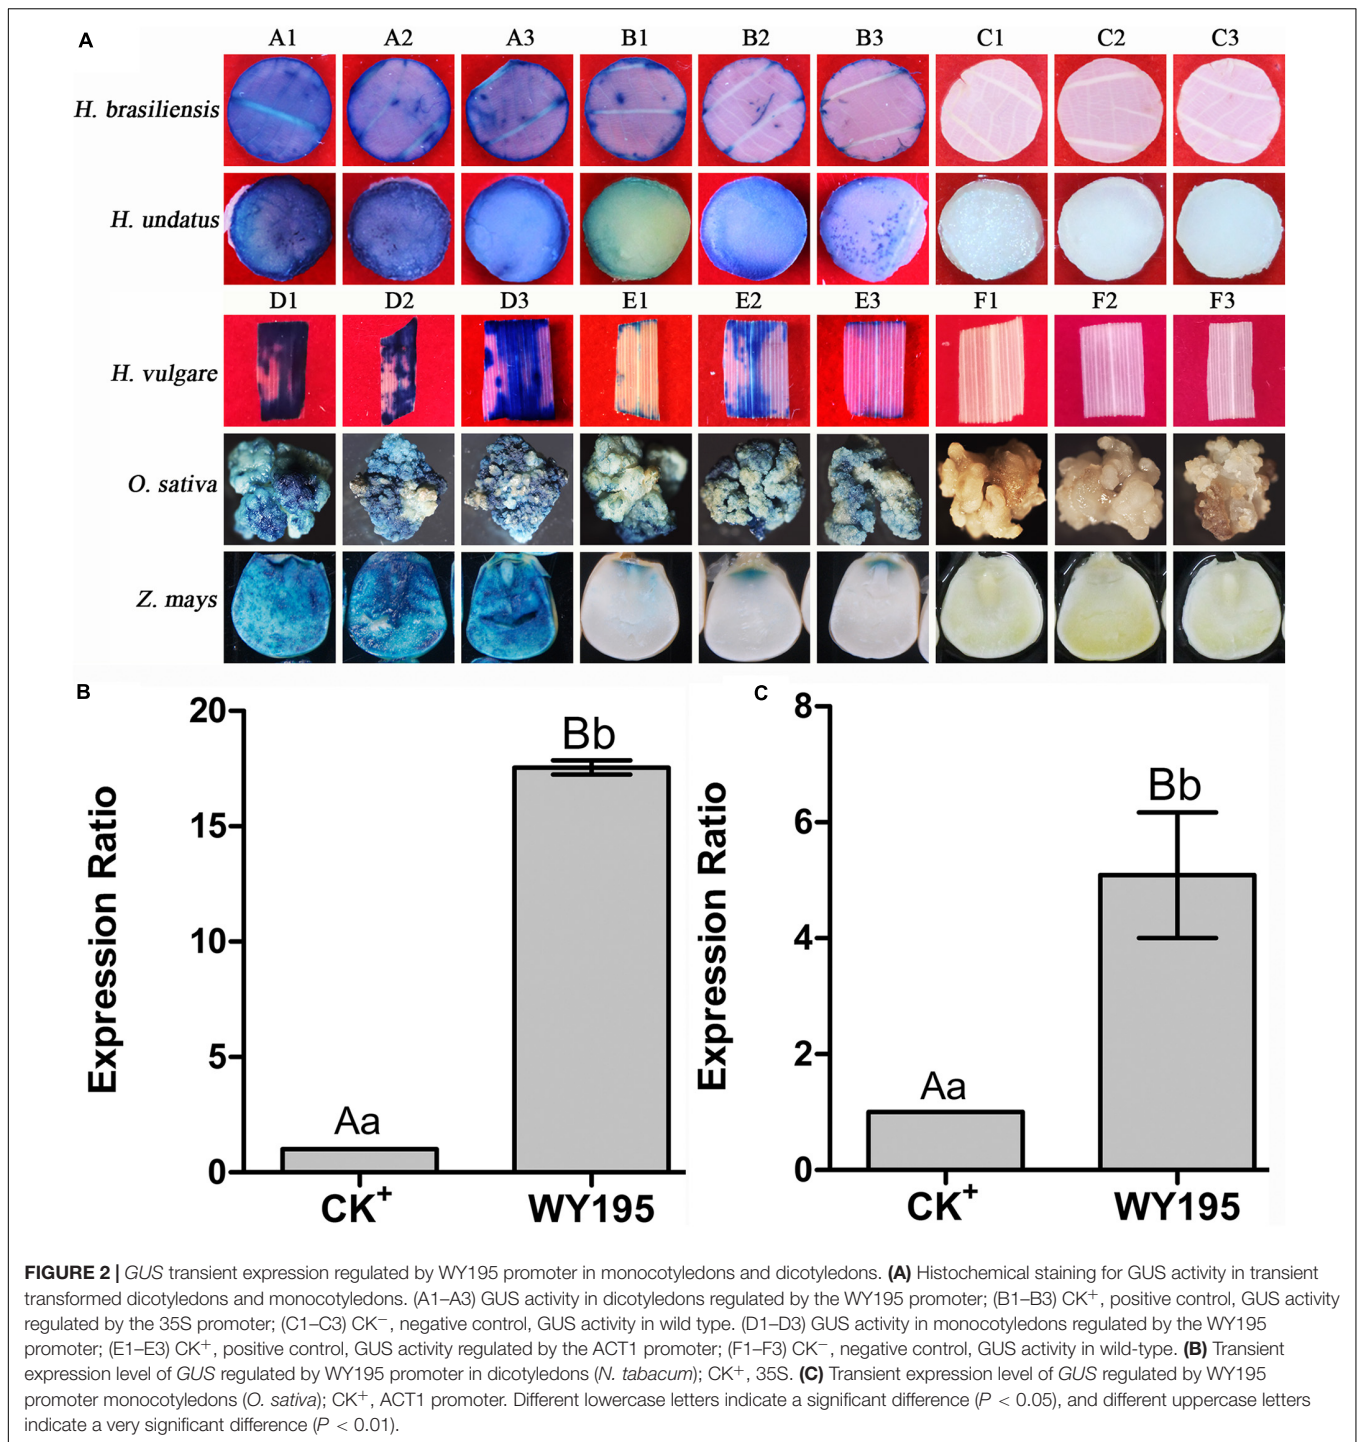 A
A1 A2 A3 B1 B2 B3 C1 C2 C3
H. brasiliensis
H. undatus
D1 D2 D3 E1 E2 E3 F1 F2 F3
H. vulgare
O. sativa
Z. mays
B
Expression Ratio
20
15
10
5
0
Aa
Bb
CK⁺ WY195
C
Expression Ratio
8
6
4
2
0
Aa
Bb
CK⁺ WY195
FIGURE 2 | GUS transient expression regulated by WY195 promoter in monocotyledons and dicotyledons. (A) Histochemical staining for GUS activity in transient
transformed dicotyledons and monocotyledons. (A1–A3) GUS activity in dicotyledons regulated by the WY195 promoter; (B1–B3) CK⁺, positive control, GUS activity
regulated by the 35S promoter; (C1–C3) CK⁻, negative control, GUS activity in wild type. (D1–D3) GUS activity in monocotyledons regulated by the WY195
promoter; (E1–E3) CK⁺, positive control, GUS activity regulated by the ACT1 promoter; (F1–F3) CK⁻, negative control, GUS activity in wild-type. (B) Transient
expression level of GUS regulated by WY195 promoter in dicotyledons (N. tabacum); CK⁺, 35S. (C) Transient expression level of GUS regulated by WY195
promoter monocotyledons (O. sativa); CK⁺, ACT1 promoter. Different lowercase letters indicate a significant difference (P < 0.05), and different uppercase letters
indicate a very significant difference (P < 0.01).